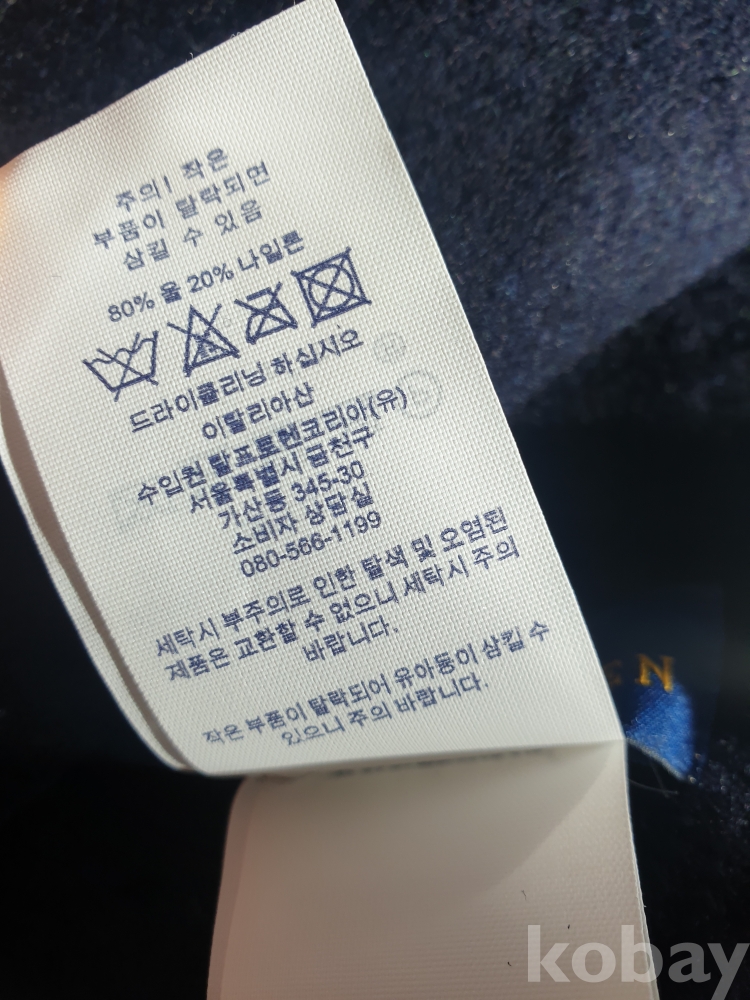 주의! 작은
부품이 탈락되면
삼킬 수 있음
80% 울 20% 나일론
드라이클리닝 하십시오
이탈리아산
수입원 랄프로렌코리아(유)
서울특별시 금천구
가산동 345-30
소비자 상담실
080-566-1199
세탁시 부주의로 인한 탈색 및 오염된
제품은 교환할 수 없으니 세탁시 주의
바랍니다.
작은 부품이 탈락되어 유아동이 삼킬 수
있으니 주의 바랍니다.
EN
kobay